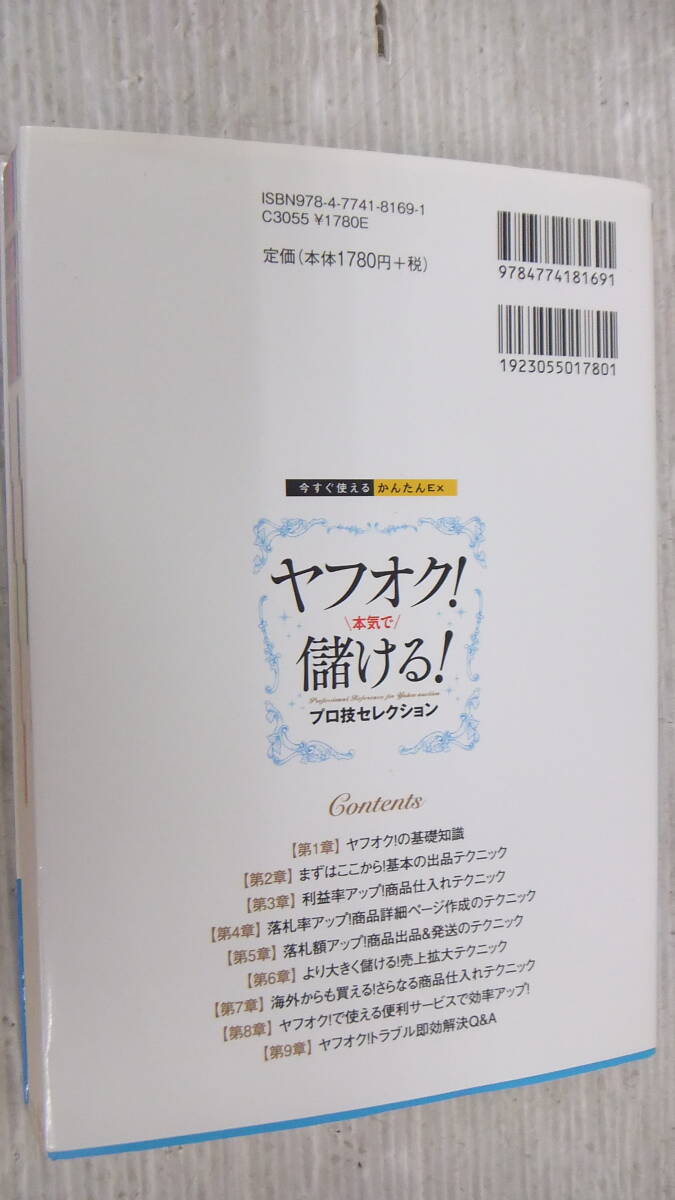 ISBN978-4-7741-8169-1
C3055 ¥1780E
定価(本体1780円+税)
9784774181691
1923055017801
今すぐ使えるかんたんEx
ヤフオク!
\本気で/
儲ける!
Professional Reference for Yahoo auction
プロ技セレクション
Contents
【第1章】ヤフオク!の基礎知識
【第2章】まずはここから!基本の出品テクニック
【第3章】利益率アップ!商品仕入れテクニック
【第4章】落札率アップ!商品詳細ページ作成のテクニック
【第5章】落札額アップ!商品出品&発送のテクニック
【第6章】より大きく儲ける!売上拡大テクニック
【第7章】海外からも買える!さらなる商品仕入れテクニック
【第8章】ヤフオク!で使える便利サービスで効率アップ!
【第9章】ヤフオク!トラブル即効解決Q&A